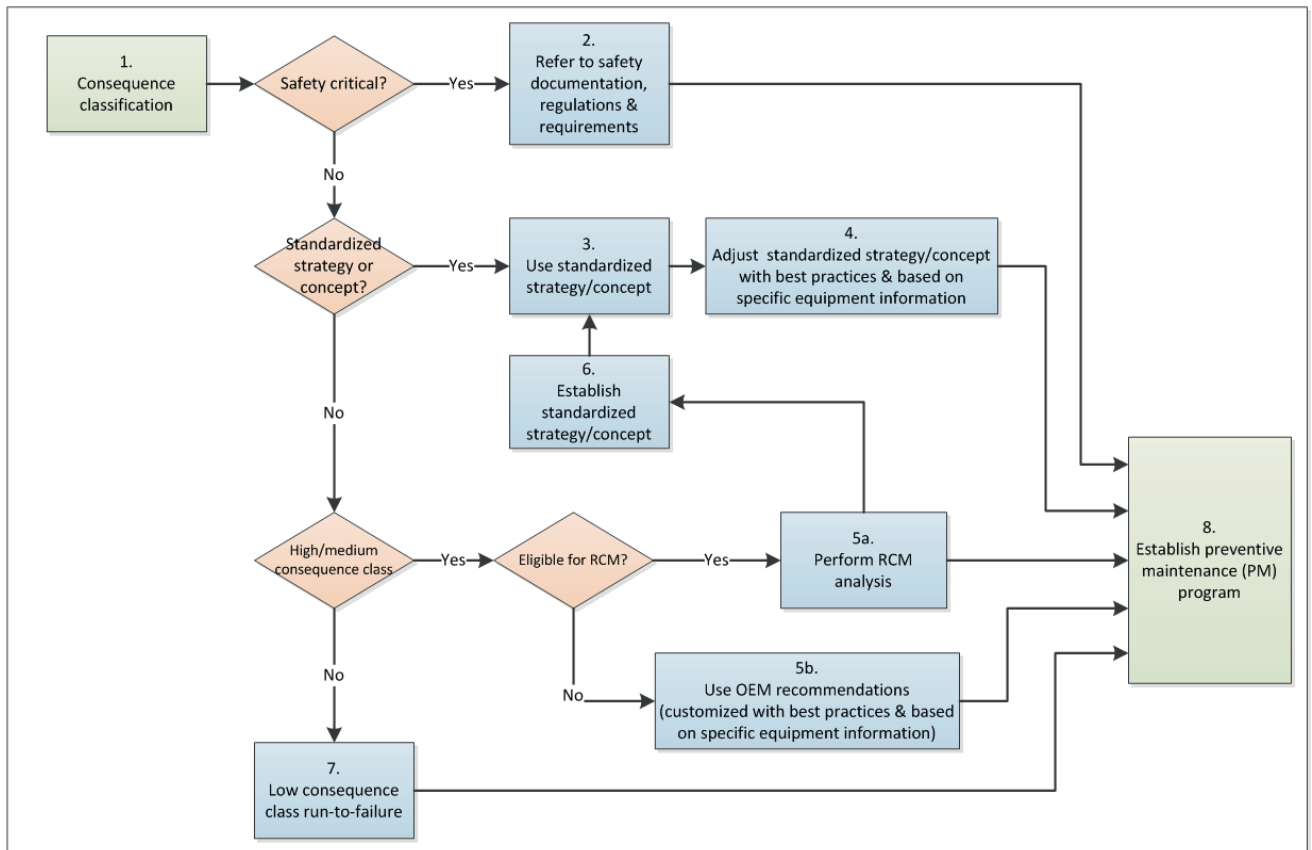 1.
Consequence
classification
Safety critical?
Yes
2.
Refer to safety
documentation,
regulations &
requirements
No
Standardized
strategy or
concept?
Yes
3.
Use standardized
strategy/concept
4.
Adjust standardized strategy/concept
with best practices & based on
specific equipment information
6.
Establish
standardized
strategy/concept
No
High/medium
consequence class
Yes
Eligible for RCM?
Yes
5a.
Perform RCM
analysis
8.
Establish preventive
maintenance (PM)
program
No
No
5b.
Use OEM recommendations
(customized with best practices & based
on specific equipment information)
7.
Low consequence
class run-to-failure